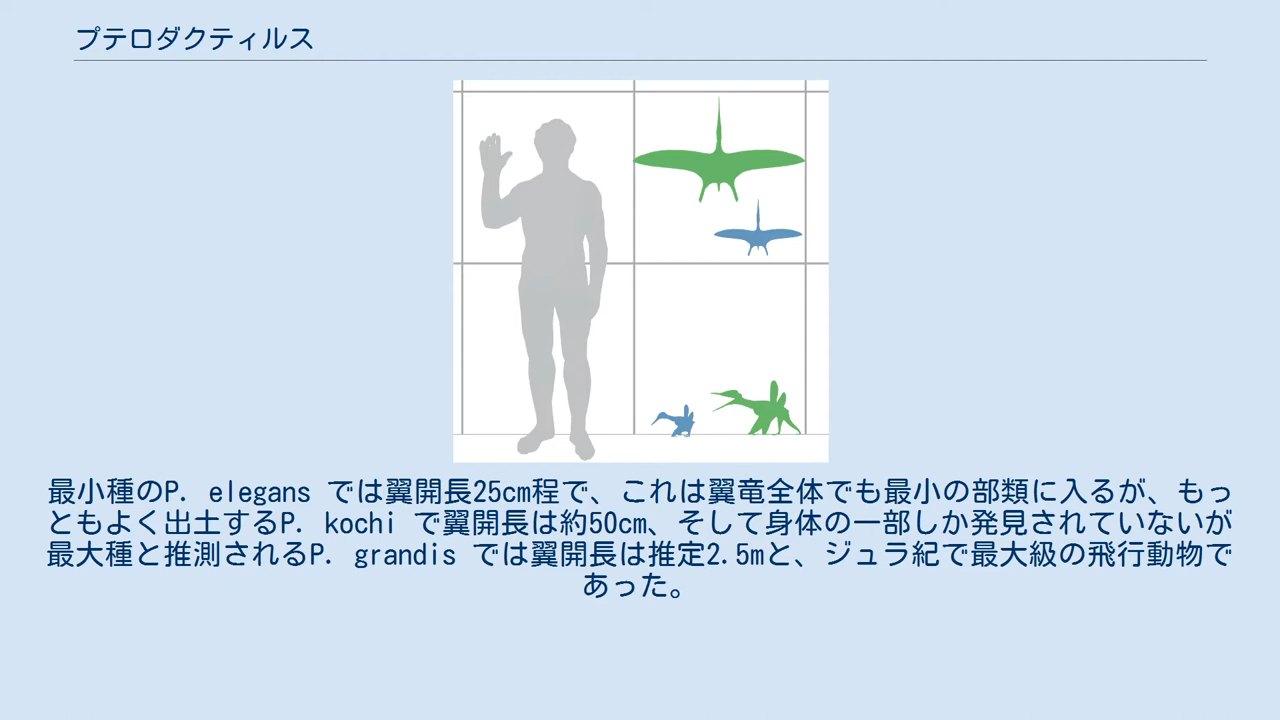 プテロダクティルス
最小種のP. elegans では翼開長25cm程で、これは翼竜全体でも最小の部類に入るが、もっ
ともよく出土するP. kochi で翼開長は約50cm、そして身体の一部しか発見されていないが
最大種と推測されるP. grandis では翼開長は推定2.5mと、ジュラ紀で最大級の飛行動物で
あった。